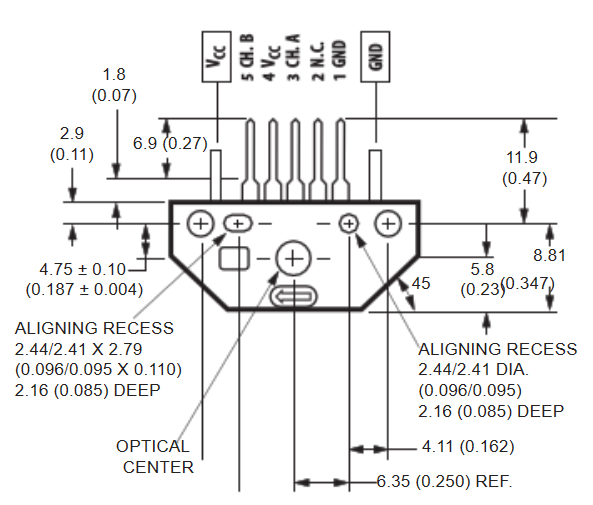 VCC
5 CH. B
4 VCC
3 CH. A
2 N.C.
1 GND
GND
1.8
(0.07)
2.9
(0.11)
6.9 (0.27)
11.9
(0.47)
4.75 ± 0.10
(0.187 ± 0.004)
5.8
(0.23)
8.81
(0.347)
45
ALIGNING RECESS
2.44/2.41 X 2.79
(0.096/0.095 X 0.110)
2.16 (0.085) DEEP
ALIGNING RECESS
2.44/2.41 DIA.
(0.096/0.095)
2.16 (0.085) DEEP
OPTICAL
CENTER
4.11 (0.162)
6.35 (0.250) REF.